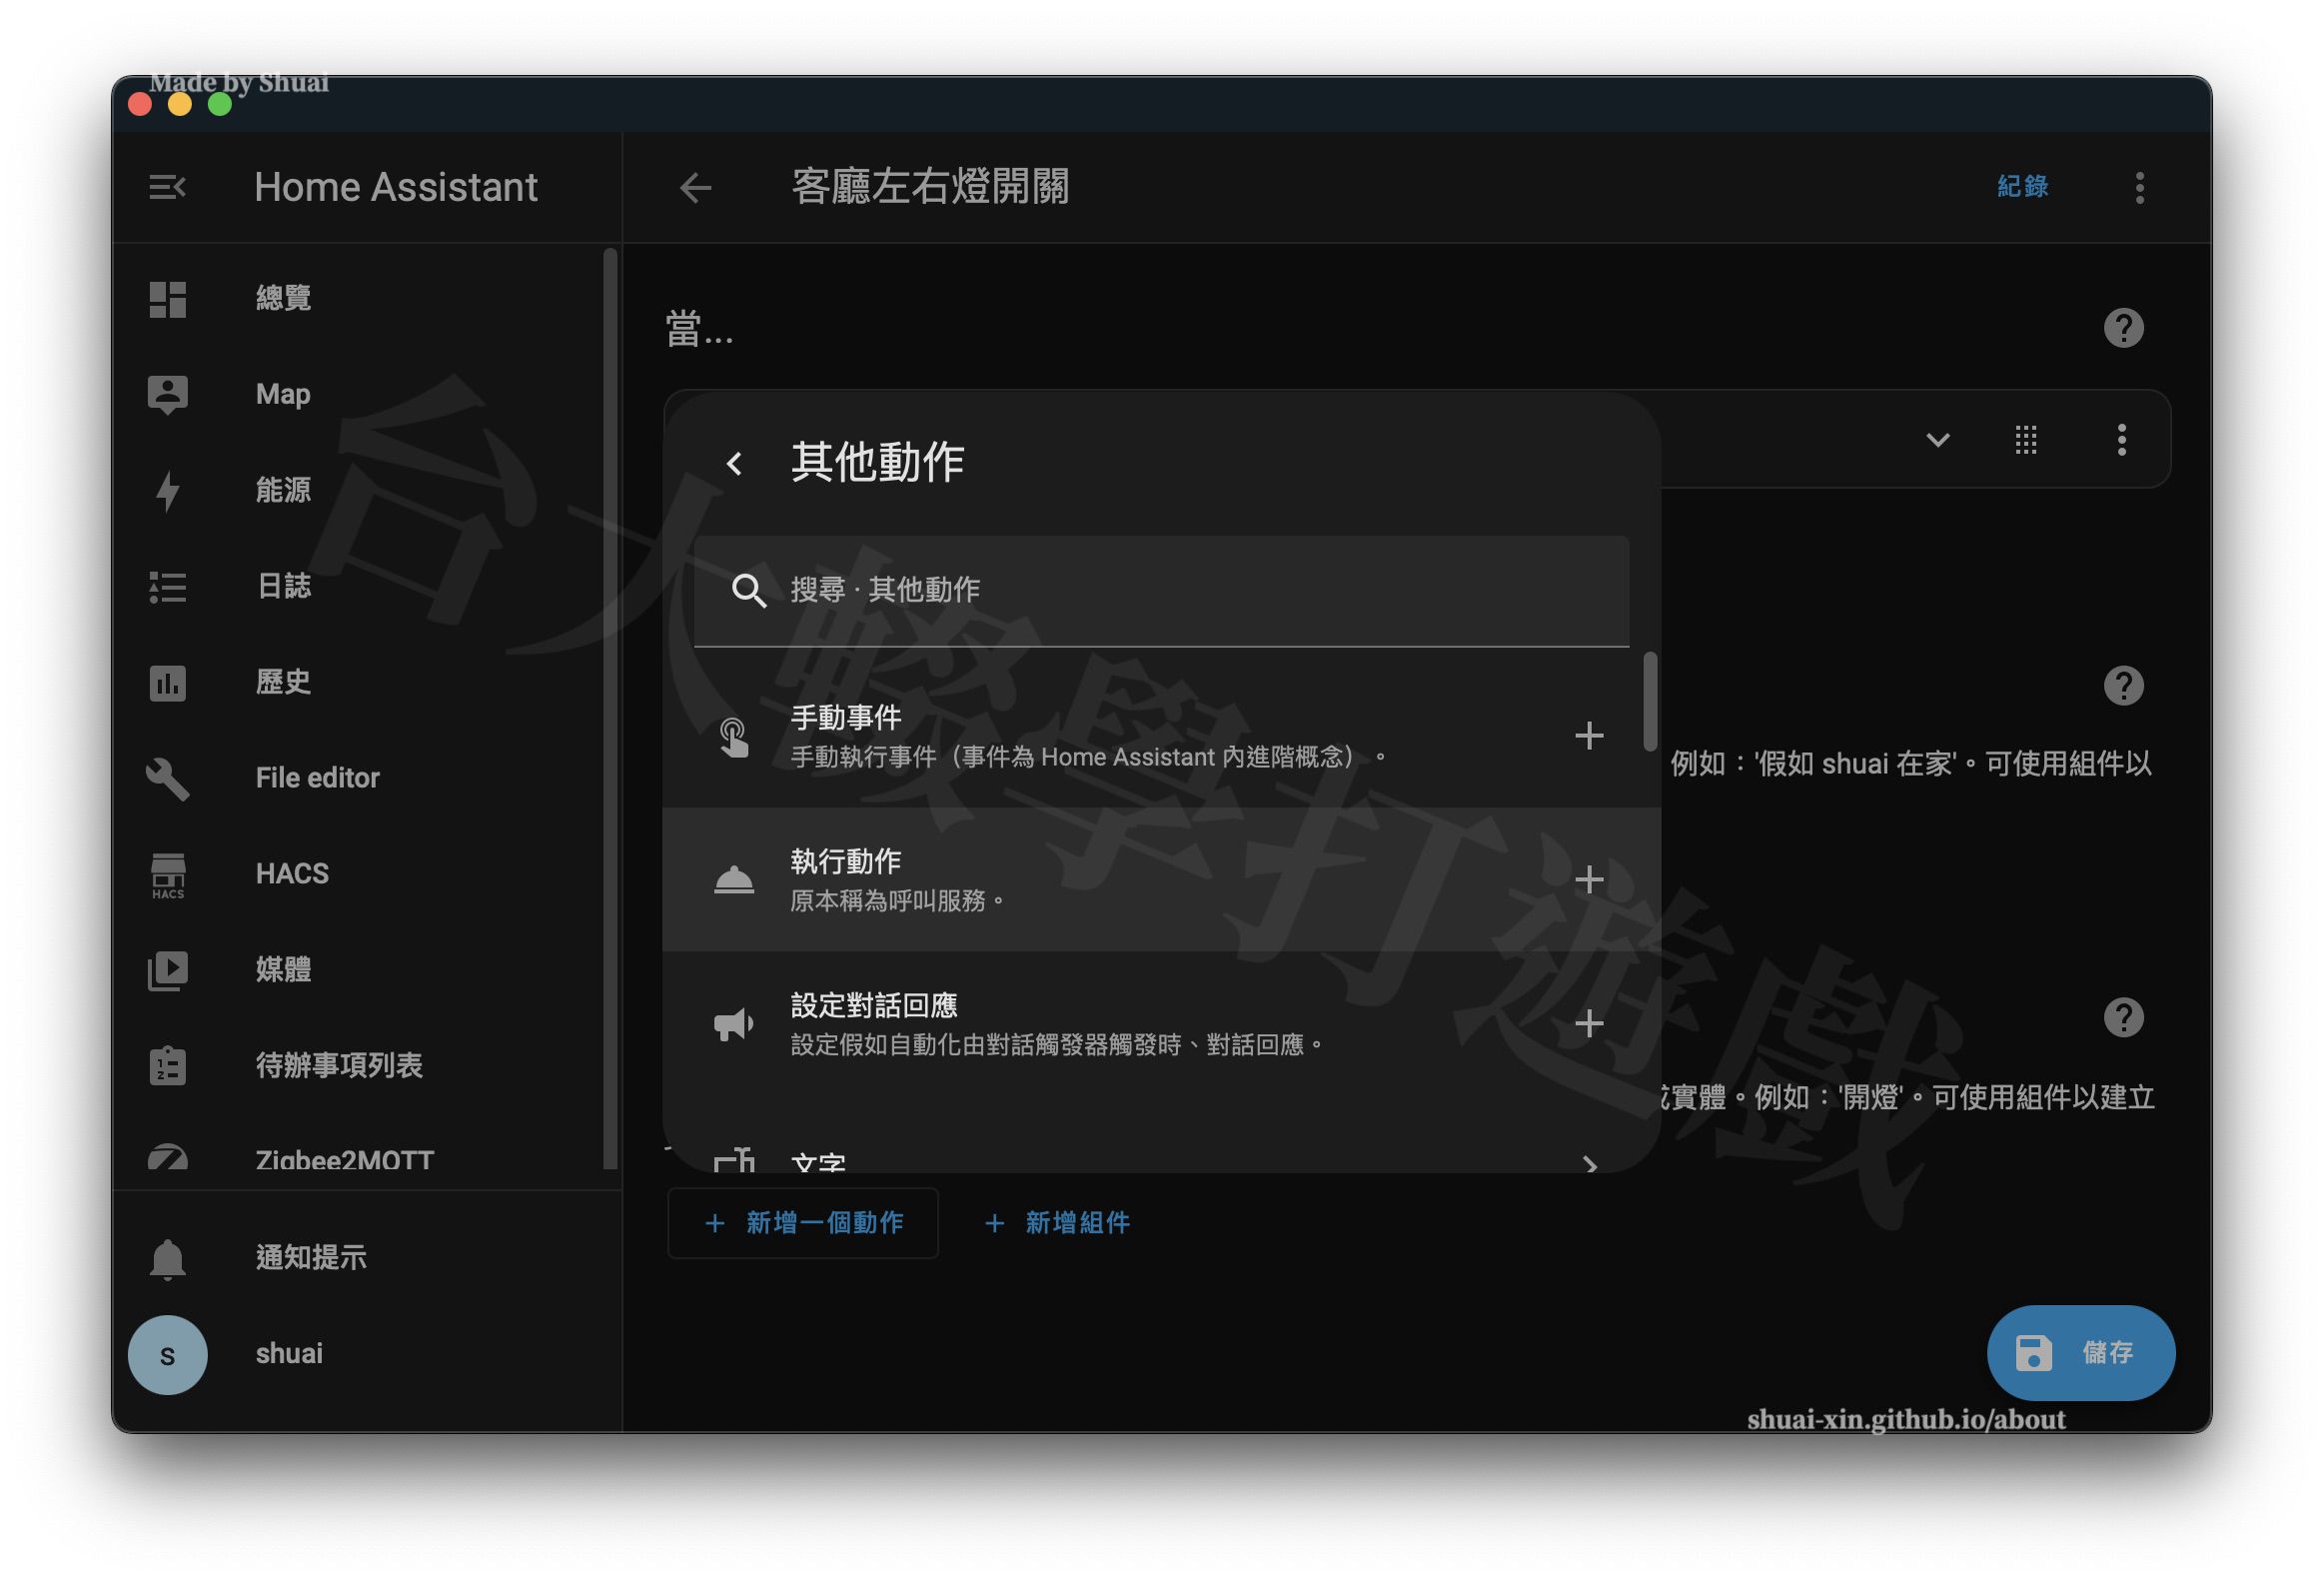 Made by Shuai
Home Assistant
客廳左右燈開關
紀錄
總覽
Map
能源
日誌
歷史
File editor
HACS
HACS
媒體
待辦事項列表
Zigbee2MQTT
通知提示
S
shuai
當...
其他動作
搜尋 · 其他動作
手動事件
手動執行事件（事件為 Home Assistant 內進階概念）。
執行動作
原本稱為呼叫服務。
設定對話回應
設定假如自動化由對話觸發器觸發時、對話回應。
文字
例如：'假如 shuai 在家'。可使用組件以
實體。例如：'開燈'。可使用組件以建立
新增一個動作
新增組件
儲存
台大獣學打遊戲
shuai-xin.github.io/about